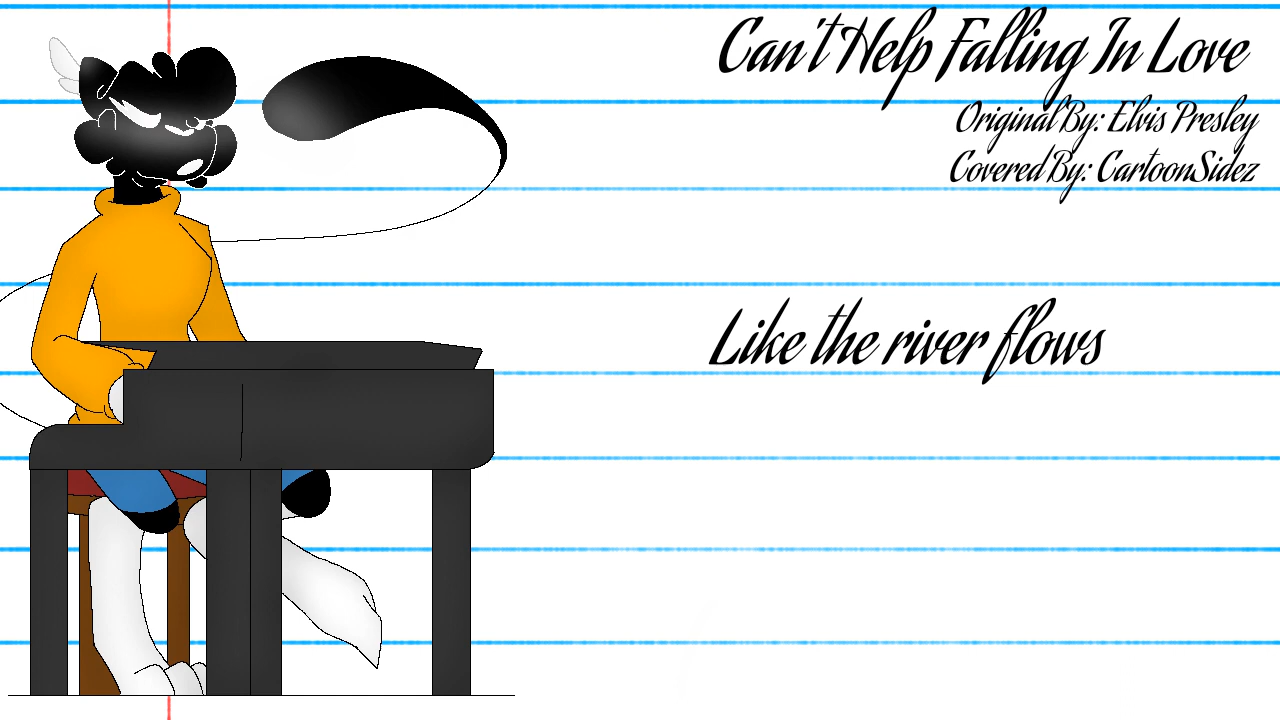 Can't Help Falling In Love
Original By: Elvis Presley
Covered By: CartoonSidez
Like the river flows